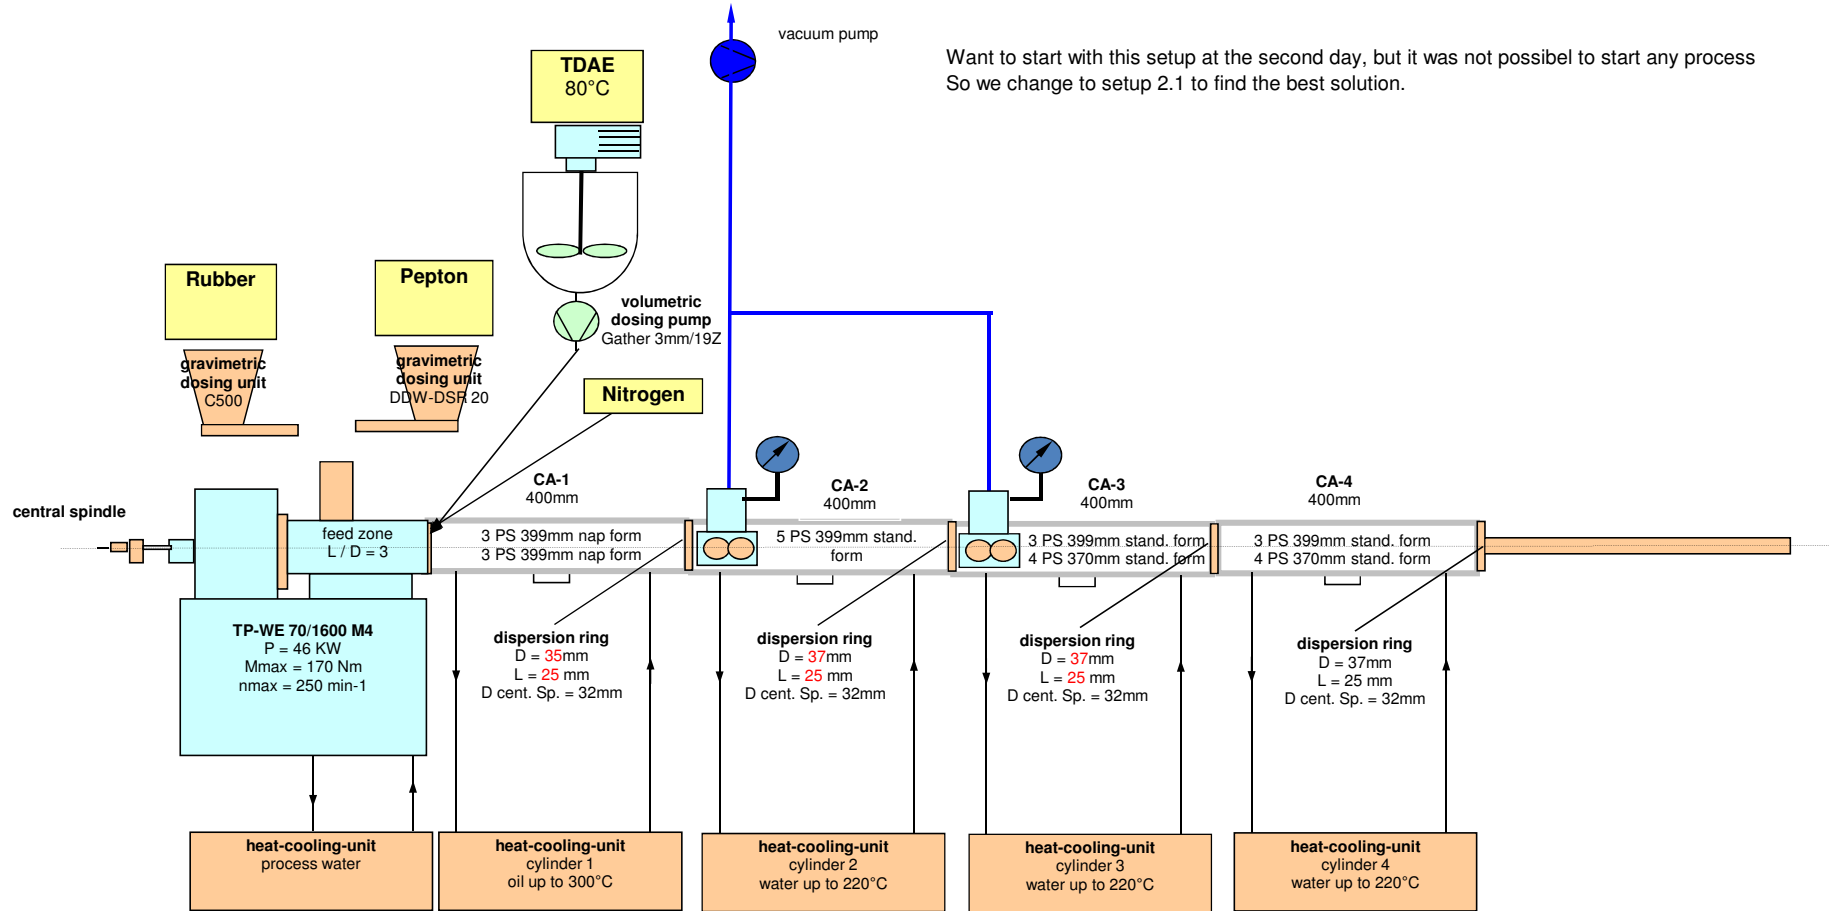 vacuum pump
Want to start with this setup at the second day, but it was not possibel to start any process
So we change to setup 2.1 to find the best solution.
TDAE
80°C
Rubber
Pepton
volumetric
dosing pump
Gather 3mm/19Z
gravimetric
dosing unit
C500
gravimetric
dosing unit
DDW-DSR 20
Nitrogen
central spindle
feed zone
L / D = 3
CA-1
400mm
3 PS 399mm nap form
3 PS 399mm nap form
CA-2
400mm
5 PS 399mm stand.
form
CA-3
400mm
3 PS 399mm stand. form
4 PS 370mm stand. form
CA-4
400mm
3 PS 399mm stand. form
4 PS 370mm stand. form
TP-WE 70/1600 M4
P = 46 KW
Mmax = 170 Nm
nmax = 250 min-1
dispersion ring
D = 35mm
L = 25 mm
D cent. Sp. = 32mm
dispersion ring
D = 37mm
L = 25 mm
D cent. Sp. = 32mm
dispersion ring
D = 37mm
L = 25 mm
D cent. Sp. = 32mm
dispersion ring
D = 37mm
L = 25 mm
D cent. Sp. = 32mm
heat-cooling-unit
process water
heat-cooling-unit
cylinder 1
oil up to 300°C
heat-cooling-unit
cylinder 2
water up to 220°C
heat-cooling-unit
cylinder 3
water up to 220°C
heat-cooling-unit
cylinder 4
water up to 220°C